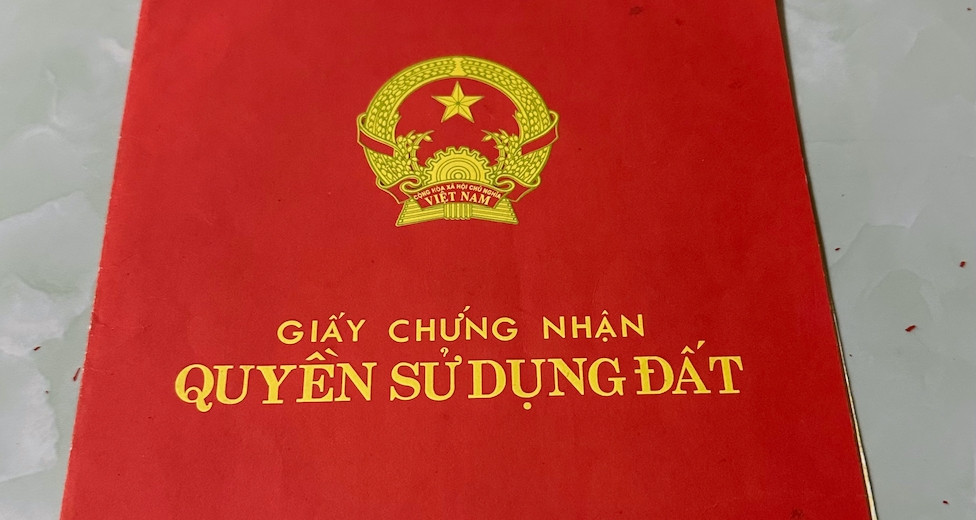 CỘNG HÒA XÃ HỘI CHỦ NGHĨA
VIỆT NAM
GIẤY CHỨNG NHẬN
QUYỀN SỬ DỤNG ĐẤT